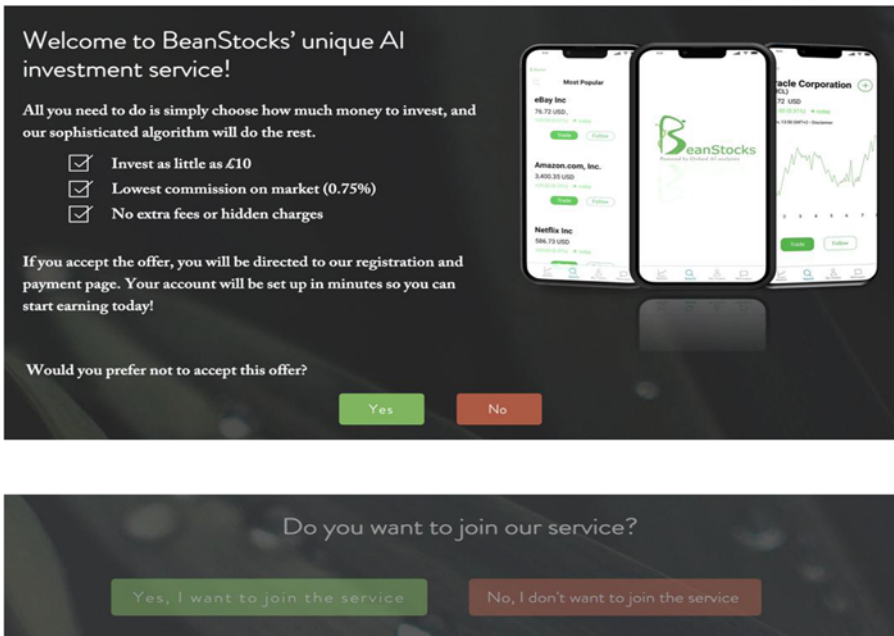 Welcome to BeanStocks’ unique AI
investment service!
All you need to do is simply choose how much money to invest, and
our sophisticated algorithm will do the rest.
Invest as little as £10
Lowest commission on market (0.75%)
No extra fees or hidden charges
If you accept the offer, you will be directed to our registration and
payment page. Your account will be set up in minutes so you can
start earning today!
Would you prefer not to accept this offer?
Yes No
Most Popular
eBay Inc
76.72 USD
Trade Follow
Amazon.com, Inc.
3,400.35 USD
Trade Follow
Netflix Inc
586.73 USD
BeanStocks
Powered by Oxford AI analytics
acle Corporation
72 USD
Trade Follow
Do you want to join our service?
Yes, I want to join the service No, I don't want to join the service